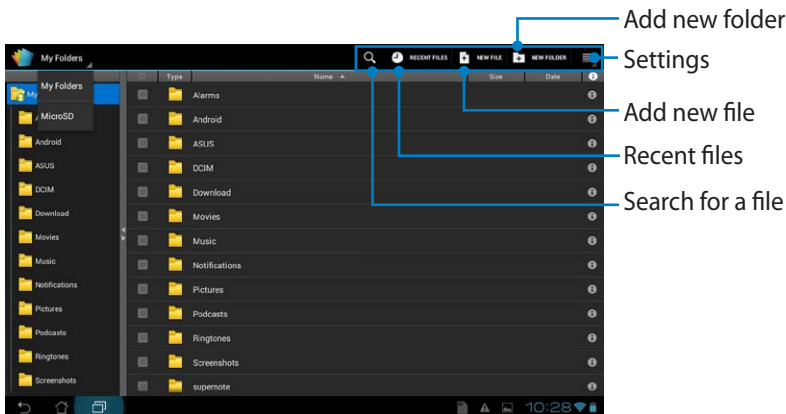 Add new folder
My Folders
RECENT FILES
NEW FILE
NEW FOLDER
Settings
Type
Name
Size
Date
My
My Folders
MicroSD
Android
ASUS
DCIM
Download
Movies
Music
Notifications
Pictures
Podcasts
Ringtones
Screenshots
Alarms
Android
ASUS
DCIM
Download
Movies
Music
Notifications
Pictures
Podcasts
Ringtones
Screenshots
supernote
Add new file
Recent files
Search for a file
10:28